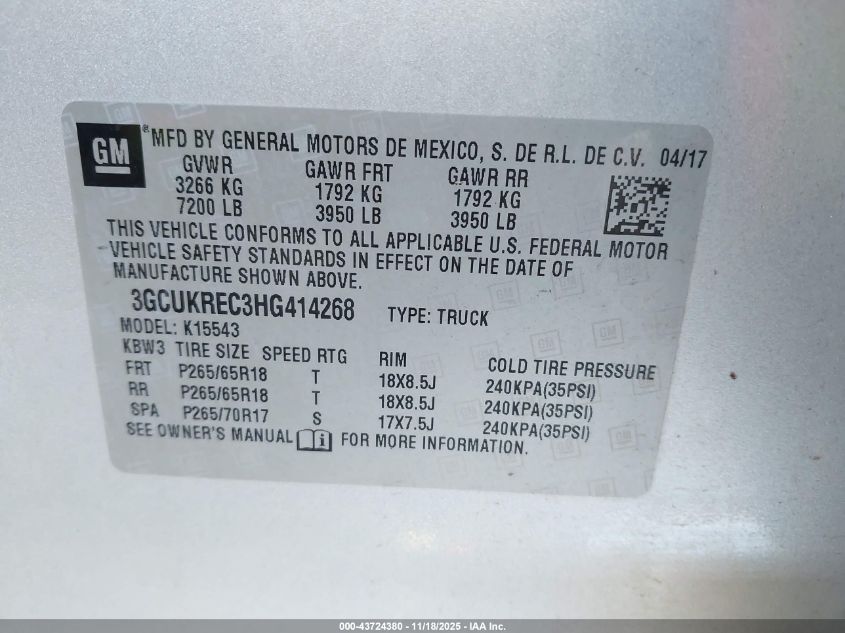 GM ® MFD BY GENERAL MOTORS DE MEXICO, S. DE R.L. DE C.V. 04/17
GVWR GAWR FRT GAWR RR
3266 KG 1792 KG 1792 KG
7200 LB 3950 LB 3950 LB
THIS VEHICLE CONFORMS TO ALL APPLICABLE U.S. FEDERAL MOTOR
VEHICLE SAFETY STANDARDS IN EFFECT ON THE DATE OF
MANUFACTURE SHOWN ABOVE.
3GCUKREC3HG414268 TYPE: TRUCK
MODEL: K15543
KBW3 TIRE SIZE SPEED RTG RIM COLD TIRE PRESSURE
FRT P265/65R18 T 18X8.5J 240KPA(35PSI)
RR P265/65R18 T 18X8.5J 240KPA(35PSI)
SPA P265/70R17 S 17X7.5J 240KPA(35PSI)
SEE OWNER'S MANUAL i FOR MORE INFORMATION.
000-43724380 - 11/18/2025 - IAA Inc.